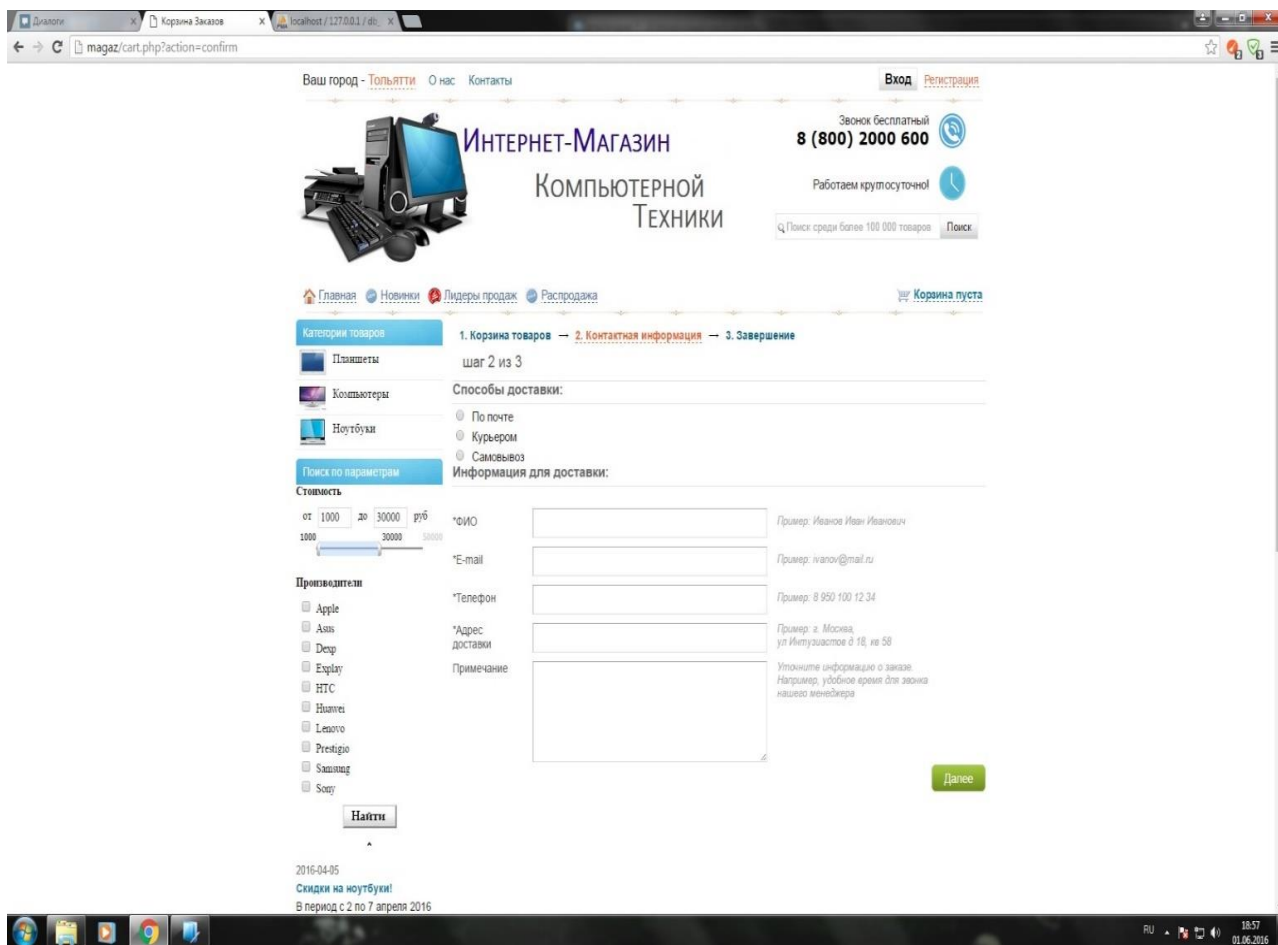 Диалоги
Корзина Заказов
localhost / 127.0.0.1 / db_
magaz/cart.php?action=confirm
Ваш город - Тольятти О нас Контакты
Вход Регистрация
Интернет-Магазин
Компьютерной
Техники
Звонок бесплатный
8 (800) 2000 600
Работаем круглосуточно!
Поиск среди более 100 000 товаров Поиск
Главная Новинки Лидеры продаж Распродажа
Корзина пуста
Категории товаров
Планшеты
Компьютеры
Ноутбуки
Поиск по параметрам
Стоимость
от 1000 до 30000 руб
1000 30000 50000
Производители
Apple
Asus
Dexp
Explay
HTC
Huawei
Lenovo
Prestigio
Samsung
Sony
Найти
2016-04-05
Скидки на ноутбуки!
В период с 2 по 7 апреля 2016
1. Корзина товаров → 2. Контактная информация → 3. Завершение
шаг 2 из 3
Способы доставки:
По почте
Курьером
Самовывоз
Информация для доставки:
*ФИО
Пример: Иванов Иван Иванович
*E-mail
Пример: ivanov@mail.ru
*Телефон
Пример: 8 950 100 12 34
*Адрес
доставки
Пример: г. Москва,
ул Интузиастов д 18, кв 58
Примечание
Уточните информацию о заказе.
Например, удобное время для звонка
нашего менеджера
Далее
RU
18:57
01.06.2016